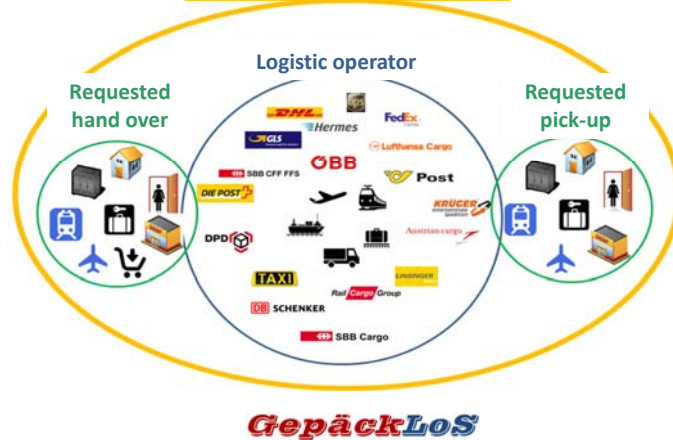 Logistic operator
Requested
hand over
Requested
pick-up
ups
DHL
FedEx
Hermes
GLS
Lufthansa Cargo
ÖBB
SBB CFF FFS
Post
DIE POST
KRÜGER
DPD
Austrian cargo
TAXI
LINSINGER
Rail Cargo Group
DB SCHENKER
SBB Cargo
GepäckLoS